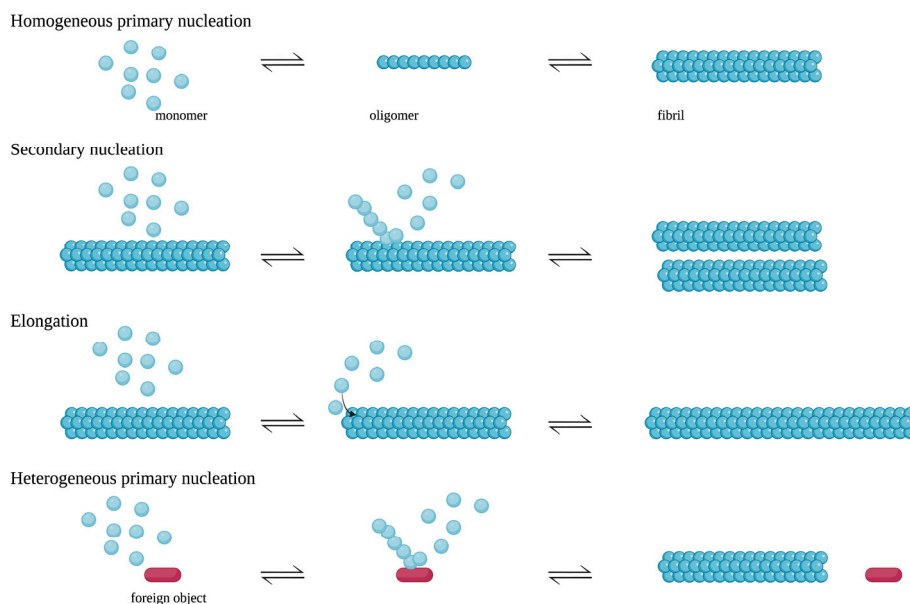 Homogeneous primary nucleation
monomer
oligomer
fibril
Secondary nucleation
Elongation
Heterogeneous primary nucleation
foreign object